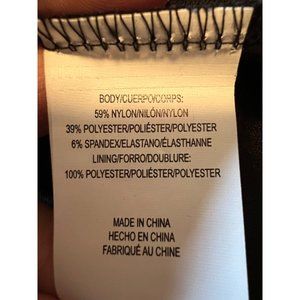 BODY/CUERPO/CORPS:
59% NYLON/NILÓN/NYLON
39% POLYESTER/POLIÉSTER/POLYESTER
6% SPANDEX/ELASTANO/ÉLASTHANNE
LINING/FORRO/DOUBLURE:
100% POLYESTER/POLIÉSTER/POLYESTER
MADE IN CHINA
HECHO EN CHINA
FABRIQUÉ AU CHINE